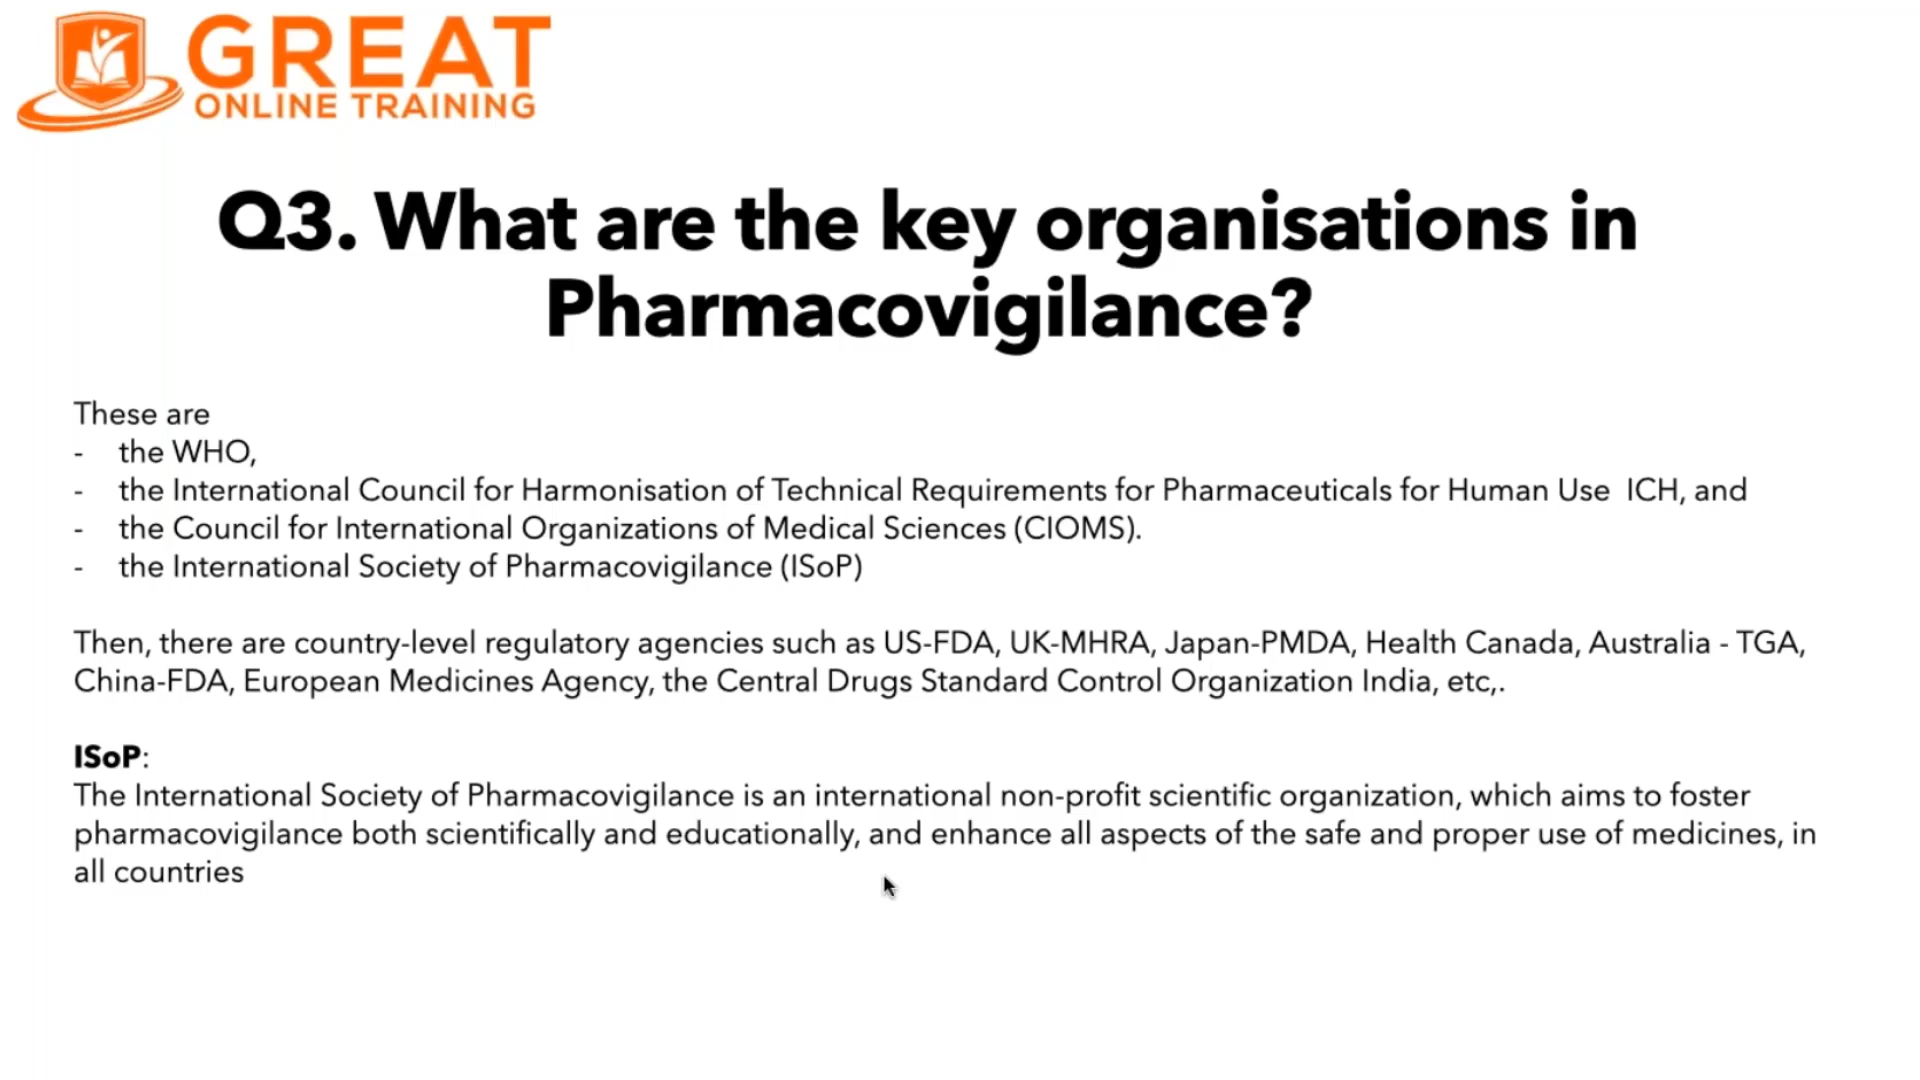 GREAT
ONLINE TRAINING
Q3. What are the key organisations in
Pharmacovigilance?
These are
- the WHO,
- the International Council for Harmonisation of Technical Requirements for Pharmaceuticals for Human Use  ICH, and
- the Council for International Organizations of Medical Sciences (CIOMS).
- the International Society of Pharmacovigilance (ISoP)
Then, there are country-level regulatory agencies such as US-FDA, UK-MHRA, Japan-PMDA, Health Canada, Australia - TGA,
China-FDA, European Medicines Agency, the Central Drugs Standard Control Organization India, etc,.
ISoP:
The International Society of Pharmacovigilance is an international non-profit scientific organization, which aims to foster
pharmacovigilance both scientifically and educationally, and enhance all aspects of the safe and proper use of medicines, in
all countries